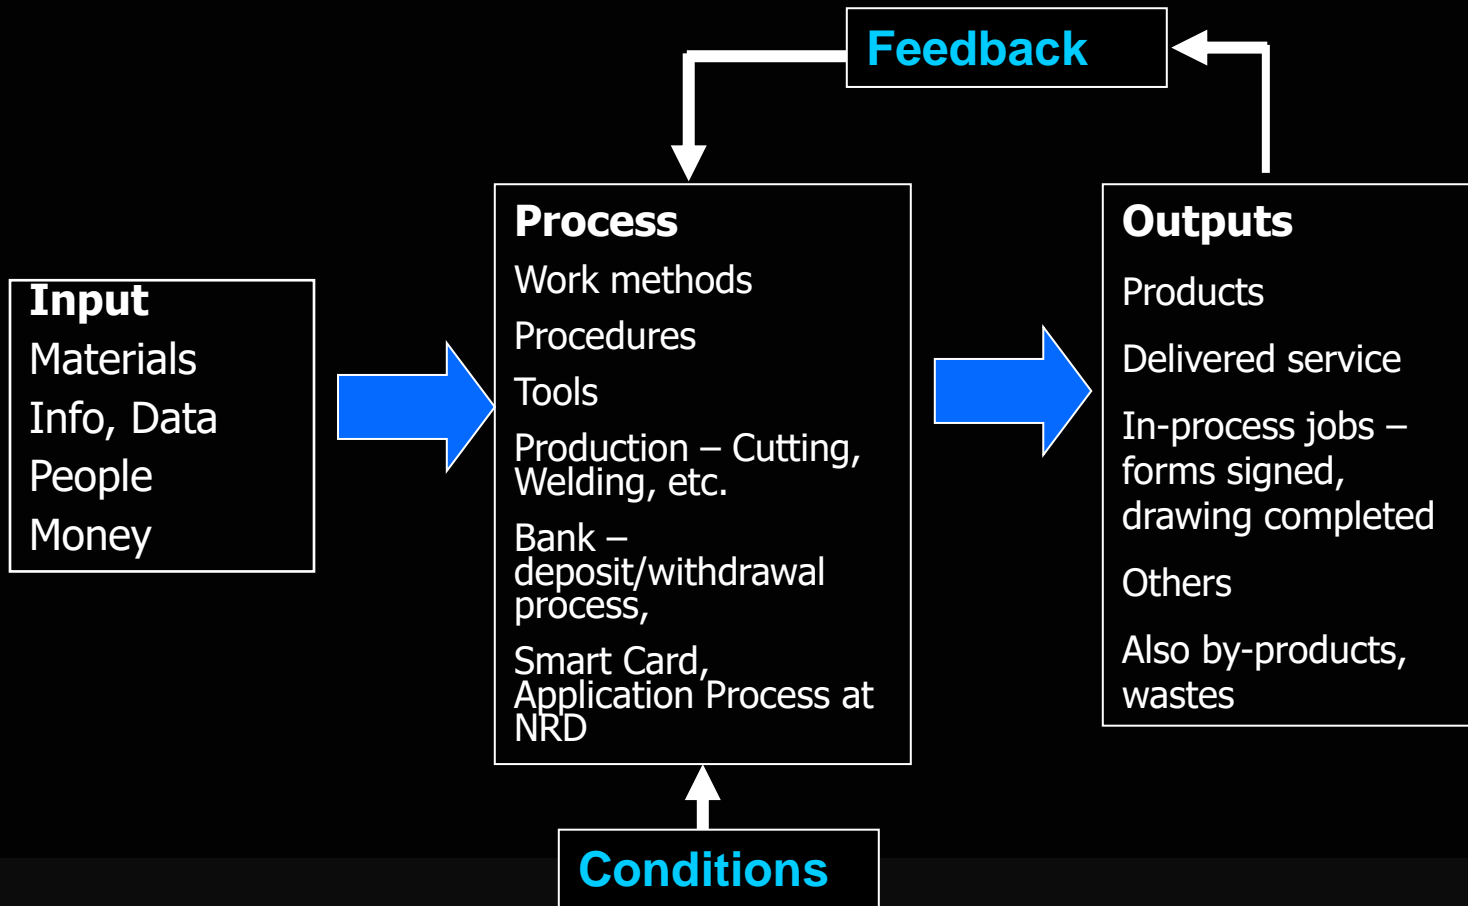 Feedback
Input
Materials
Info, Data
People
Money
Process
Work methods
Procedures
Tools
Production – Cutting,
Welding, etc.
Bank –
deposit/withdrawal
process,
Smart Card,
Application Process at
NRD
Outputs
Products
Delivered service
In-process jobs –
forms signed,
drawing completed
Others
Also by-products,
wastes
Conditions